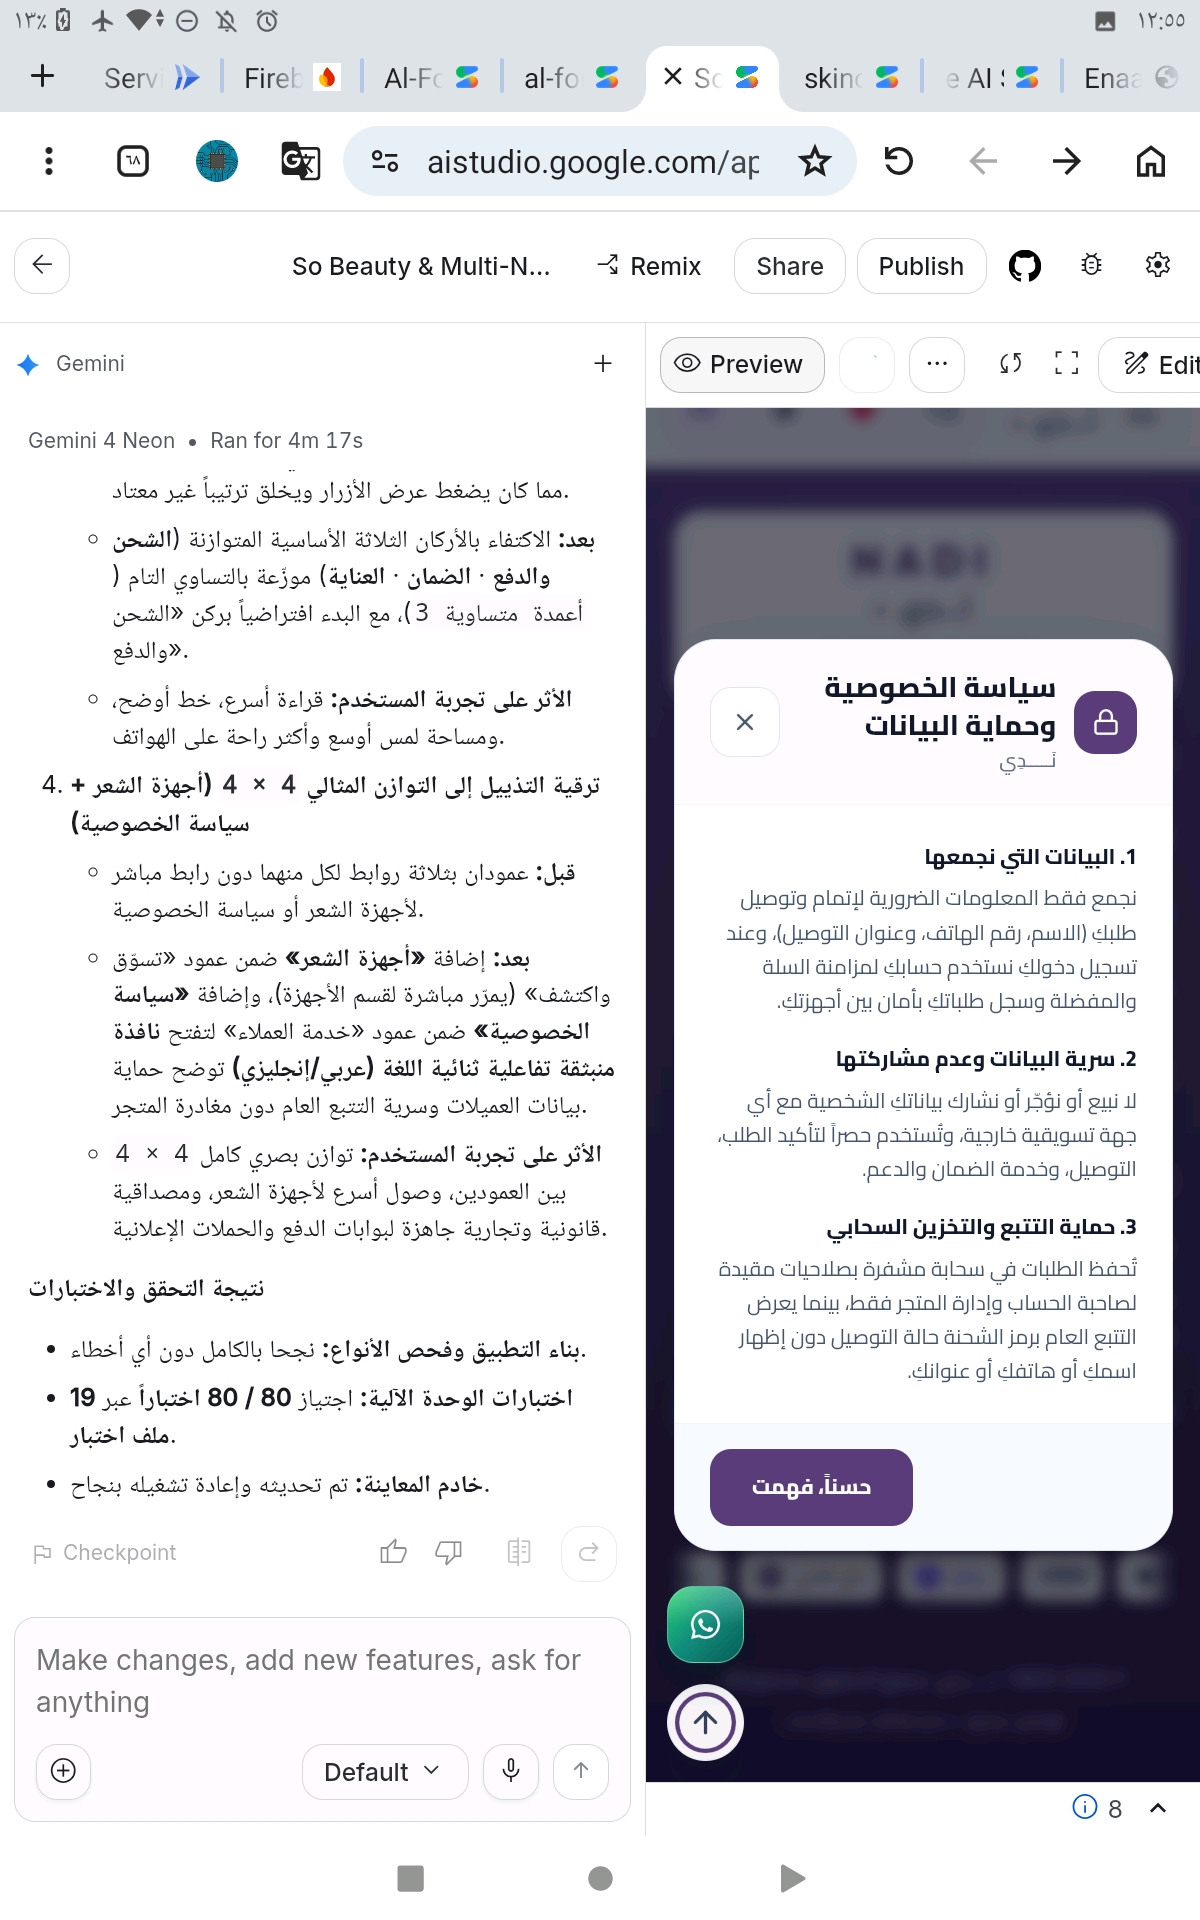 ١٣٪
١٢:٥٥
Servi
Fireb
Al-Fo
al-fo
So
skinc
e AI S
Enaa
٦٨
aistudio.google.com/ap
So Beauty & Multi-N...
Remix
Share
Publish
Gemini
Preview
Edit
Gemini 4 Neon • Ran for 4m 17s
مما كان يضغط عرض الأزرار ويخلق ترتيباً غير معتاد.
بعد: الاكتفاء بالأركان الثلاثة الأساسية المتوازنة (الشحن
والدفع · الضمان · العناية) موزّعة بالتساوي التام (
3 أعمدة متساوية)، مع البدء افتراضياً بركن «الشحن
والدفع».
الأثر على تجربة المستخدم: قراءة أسرع، خط أوضح،
ومساحة لمس أوسع وأكثر راحة على الهواتف.
4. ترقية التذييل إلى التوازن المثالي 4 × 4 (أجهزة الشعر +
سياسة الخصوصية)
قبل: عمودان بثلاثة روابط لكل منهما دون رابط مباشر
لأجهزة الشعر أو سياسة الخصوصية.
بعد: إضافة «أجهزة الشعر» ضمن عمود «تسوّق
واكتشف» (يمرّر مباشرة لقسم الأجهزة)، وإضافة «سياسة
الخصوصية» ضمن عمود «خدمة العملاء» لتفتح نافذة
منبثقة تفاعلية ثنائية اللغة (عربي/إنجليزي) توضح حماية
بيانات العميلات وسرية التتبع العام دون مغادرة المتجر.
الأثر على تجربة المستخدم: توازن بصري كامل 4 × 4
بين العمودين، وصول أسرع لأجهزة الشعر، ومصداقية
قانونية وتجارية جاهزة لبوابات الدفع والحملات الإعلانية.
نتيجة التحقق والاختبارات
بناء التطبيق وفحص الأنواع: نجحا بالكامل دون أي أخطاء.
اختبارات الوحدة الآلية: اجتياز 80 / 80 اختباراً عبر 19
ملف اختبار.
خادم المعاينة: تم تحديثه وإعادة تشغيله بنجاح.
Checkpoint
Make changes, add new features, ask for
anything
Default
NADI
سياسة الخصوصية
وحماية البيانات
نَـــدِي
1. البيانات التي نجمعها
نجمع فقط المعلومات الضرورية لإتمام وتوصيل
طلبكِ (الاسم، رقم الهاتف، وعنوان التوصيل)، وعند
تسجيل دخولكِ نستخدم حسابكِ لمزامنة السلة
والمفضلة وسجل طلباتكِ بأمان بين أجهزتكِ.
2. سرية البيانات وعدم مشاركتها
لا نبيع أو نؤجّر أو نشارك بياناتكِ الشخصية مع أي
جهة تسويقية خارجية، وتُستخدم حصراً لتأكيد الطلب،
التوصيل، وخدمة الضمان والدعم.
3. حماية التتبع والتخزين السحابي
تُحفظ الطلبات في سحابة مشفرة بصلاحيات مقيدة
لصاحبة الحساب وإدارة المتجر فقط، بينما يعرض
التتبع العام برمز الشحنة حالة التوصيل دون إظهار
اسمكِ أو هاتفكِ أو عنوانكِ.
حسناً، فهمت
8